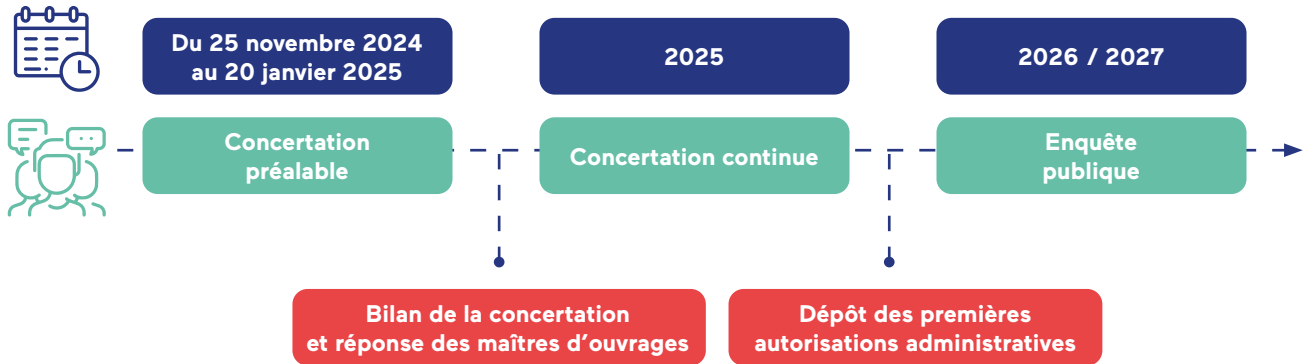 Du 25 novembre 2024
au 20 janvier 2025
2025
2026 / 2027
Concertation
préalable
Concertation continue
Enquête
publique
Bilan de la concertation
et réponse des maîtres d’ouvrages
Dépôt des premières
autorisations administratives